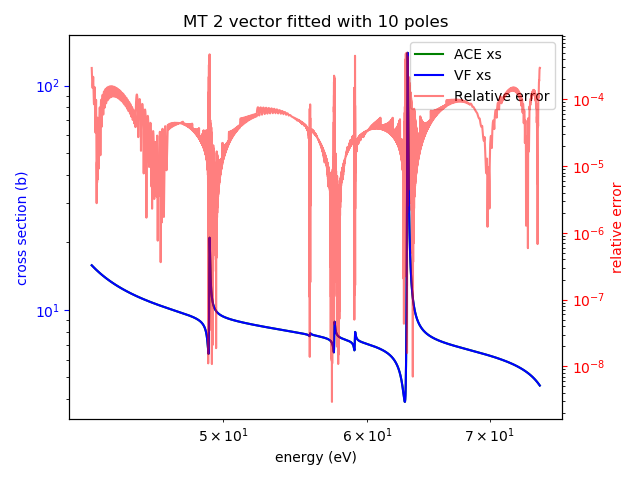 MT 2 vector fitted with 10 poles
ACE xs
VF xs
Relative error
cross section (b)
10²
10¹
relative error
10⁻⁴
10⁻⁵
10⁻⁶
10⁻⁷
10⁻⁸
5 × 10¹
6 × 10¹
7 × 10¹
energy (eV)